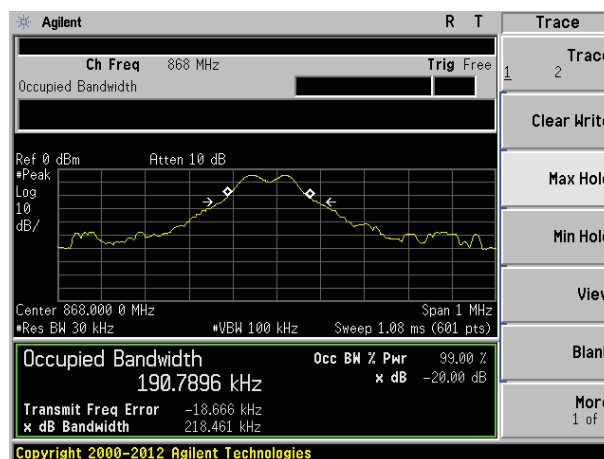 Agilent R T Trace
Ch Freq 868 MHz Trig Free
Occupied Bandwidth
Trace
1 2
Clear Write
Max Hold
Min Hold
View
Blank
More
1 of
Ref 0 dBm Atten 10 dB
#Peak
Log
10
dB/
Center 868.000 0 MHz Span 1 MHz
#Res BW 30 kHz #VBW 100 kHz Sweep 1.08 ms (601 pts)
Occupied Bandwidth Occ BW % Pwr 99.00 %
190.7896 kHz x dB -20.00 dB
Transmit Freq Error -18.666 kHz
x dB Bandwidth 218.461 kHz
Copyright 2000-2012 Agilent Technologies